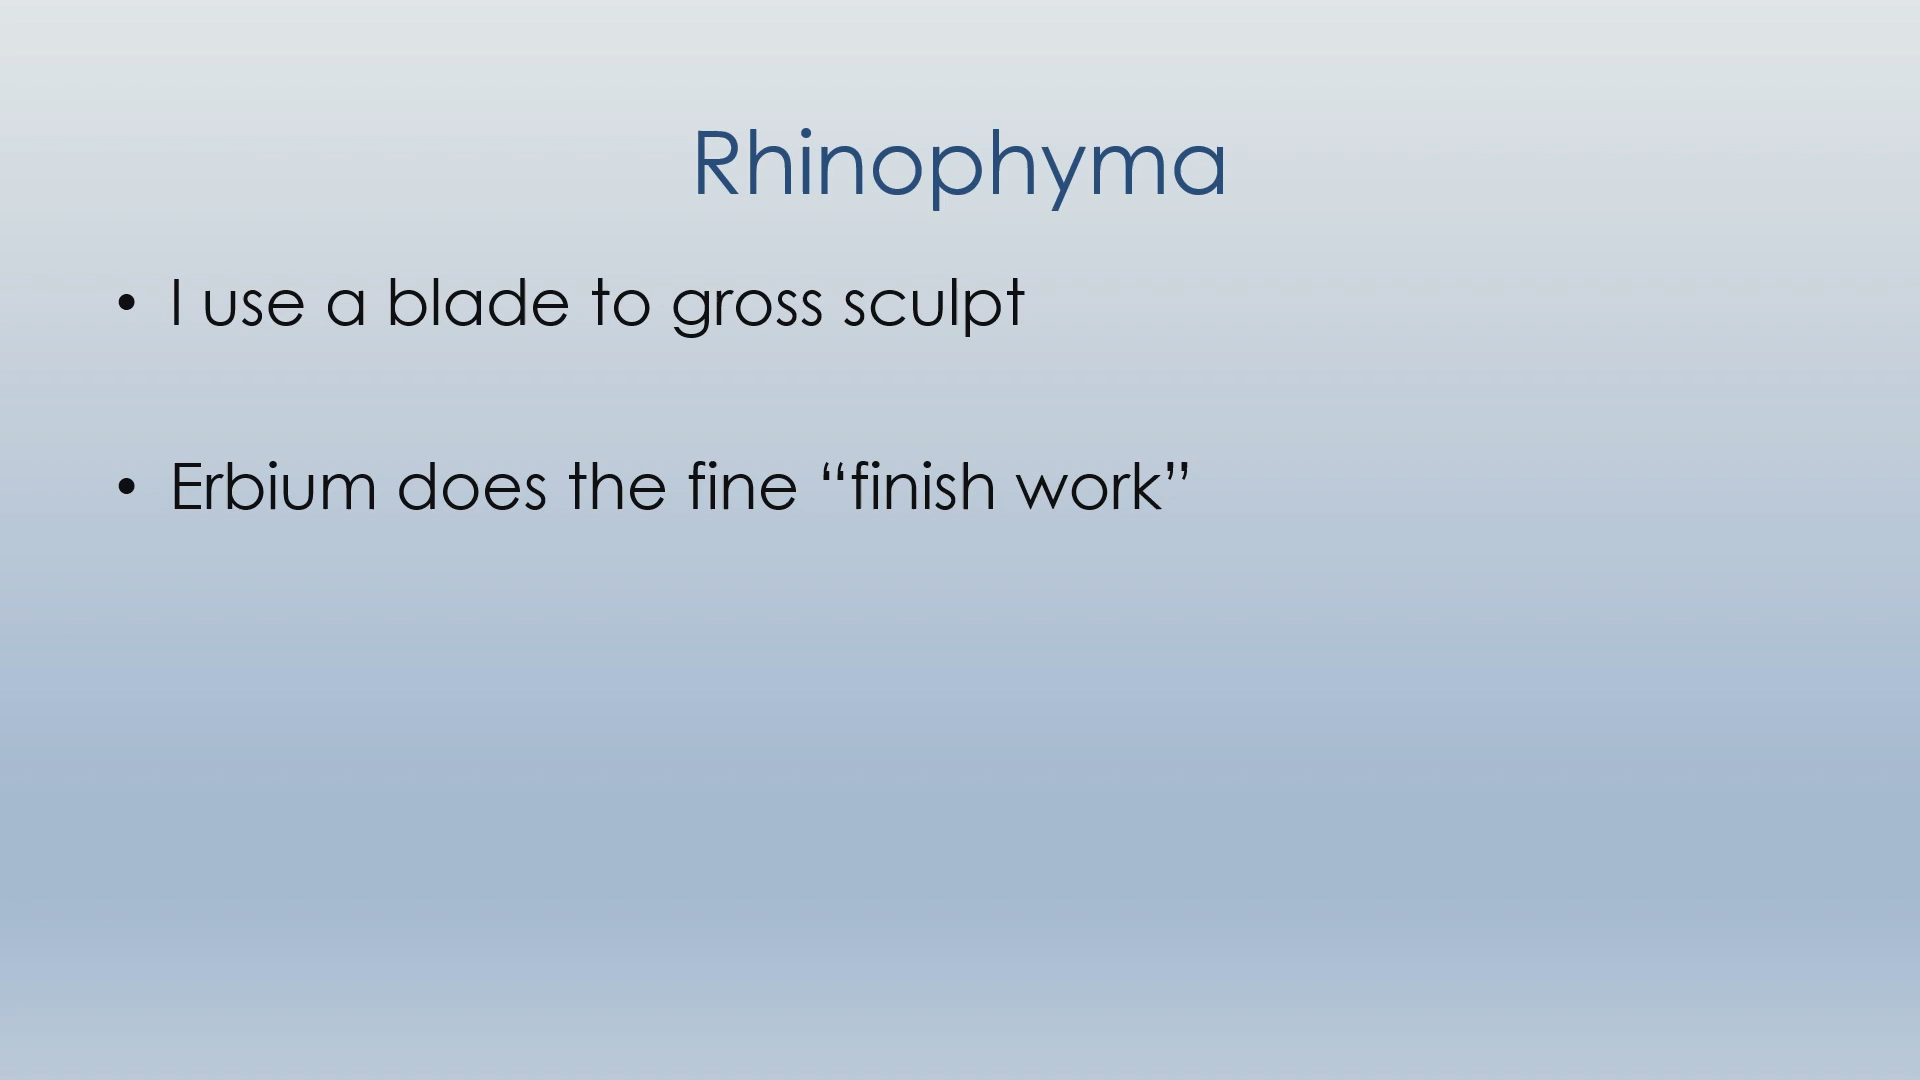 Rhinophyma
• I use a blade to gross sculpt
• Erbium does the fine “finish work”